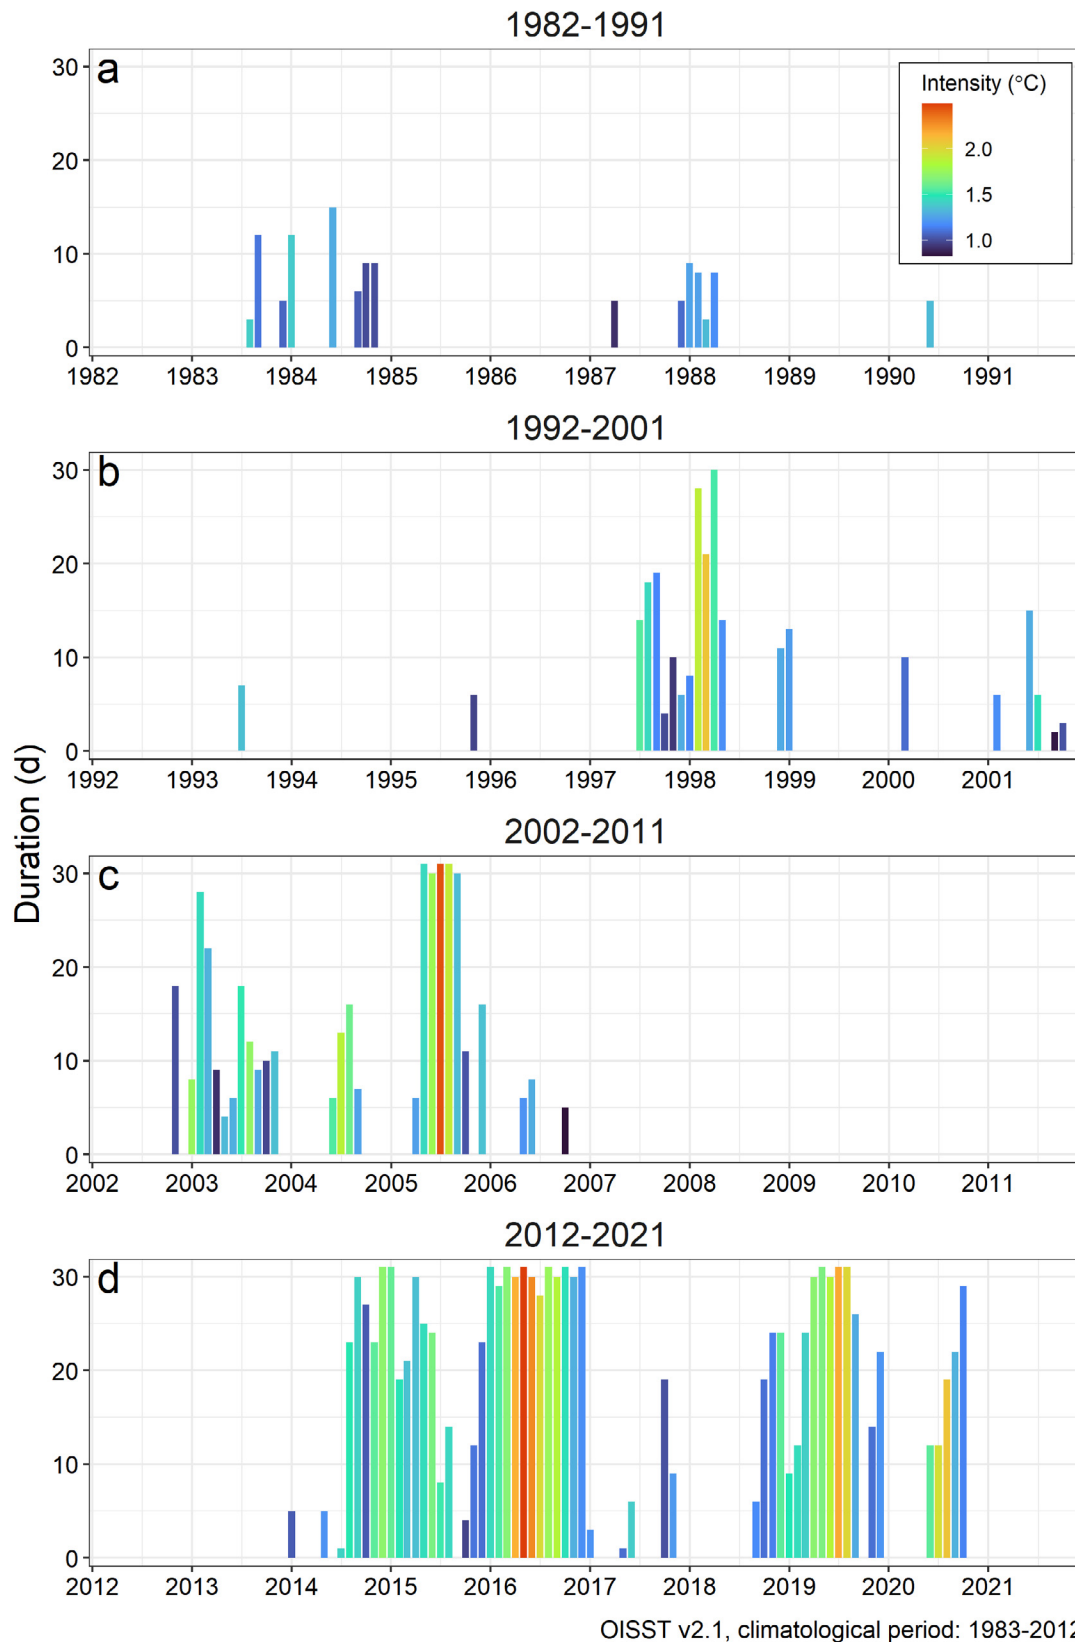 1982-1991
a
Intensity (°C)
2.0
1.5
1.0
30
20
10
0
1982 1983 1984 1985 1986 1987 1988 1989 1990 1991
1992-2001
b
30
20
10
0
1992 1993 1994 1995 1996 1997 1998 1999 2000 2001
Duration (d)
2002-2011
c
30
20
10
0
2002 2003 2004 2005 2006 2007 2008 2009 2010 2011
2012-2021
d
30
20
10
0
2012 2013 2014 2015 2016 2017 2018 2019 2020 2021
OISST v2.1, climatological period: 1983-2012